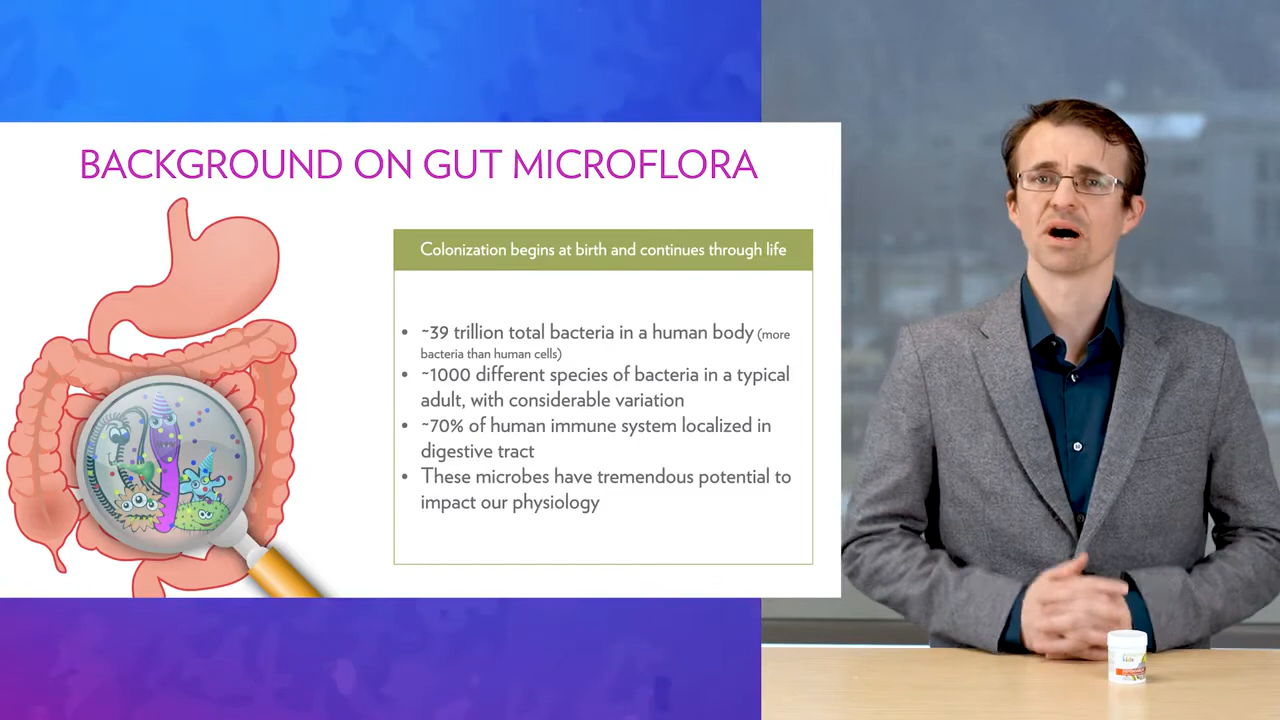 BACKGROUND ON GUT MICROFLORA
Colonization begins at birth and continues through life
• ~39 trillion total bacteria in a human body (more
bacteria than human cells)
• ~1000 different species of bacteria in a typical
adult, with considerable variation
• ~70% of human immune system localized in
digestive tract
• These microbes have tremendous potential to
impact our physiology